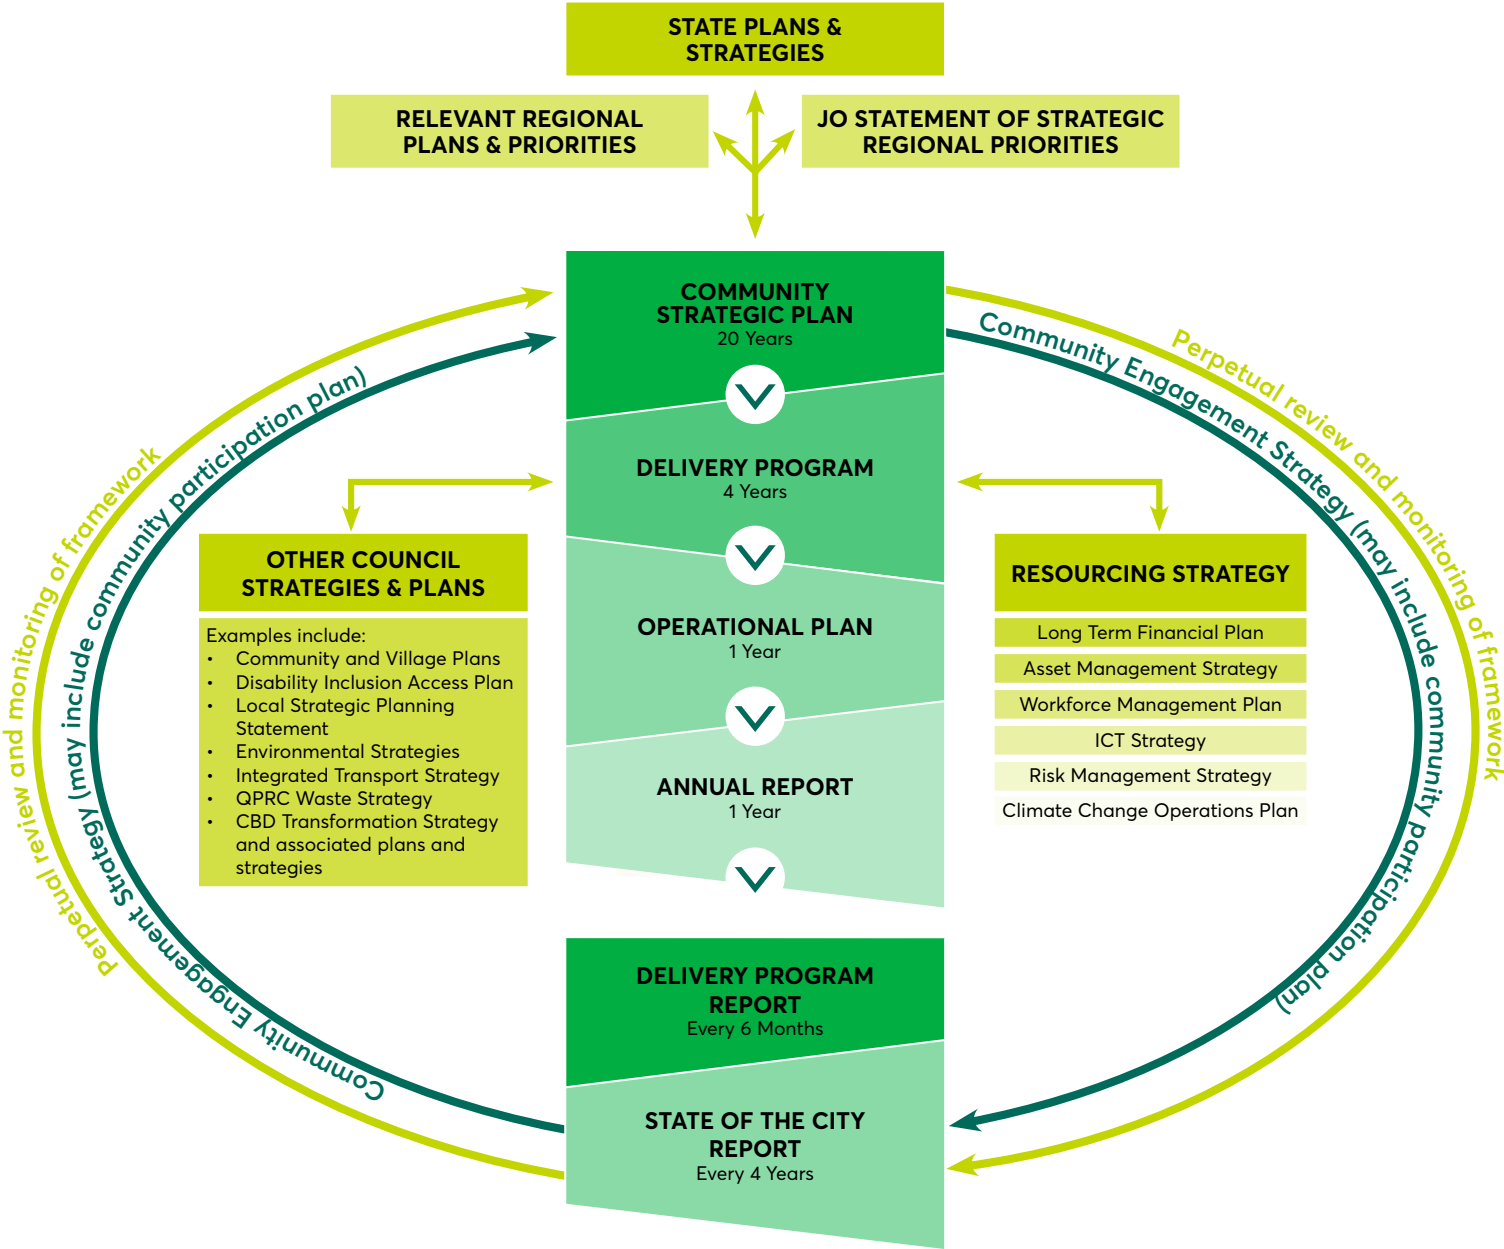 STATE PLANS &
STRATEGIES
RELEVANT REGIONAL
PLANS & PRIORITIES
JO STATEMENT OF STRATEGIC
REGIONAL PRIORITIES
COMMUNITY
STRATEGIC PLAN
20 Years
DELIVERY PROGRAM
4 Years
OPERATIONAL PLAN
1 Year
ANNUAL REPORT
1 Year
DELIVERY PROGRAM
REPORT
Every 6 Months
STATE OF THE CITY
REPORT
Every 4 Years
OTHER COUNCIL
STRATEGIES & PLANS
Examples include:
• Community and Village Plans
• Disability Inclusion Access Plan
• Local Strategic Planning
Statement
• Environmental Strategies
• Integrated Transport Strategy
• QPRC Waste Strategy
• CBD Transformation Strategy
and associated plans and
strategies
RESOURCING STRATEGY
Long Term Financial Plan
Asset Management Strategy
Workforce Management Plan
ICT Strategy
Risk Management Strategy
Climate Change Operations Plan
Perpetual review and monitoring of framework
Community Engagement Strategy (may include community participation plan)
Community Engagement Strategy (may include community participation plan)
Perpetual review and monitoring of framework